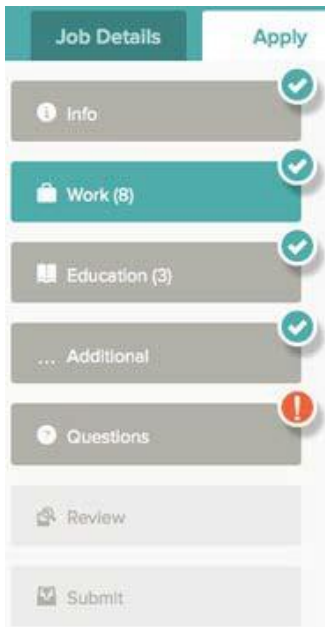 Job Details Apply
Info
Work (8)
Education (3)
... Additional
Questions
Review
Submit